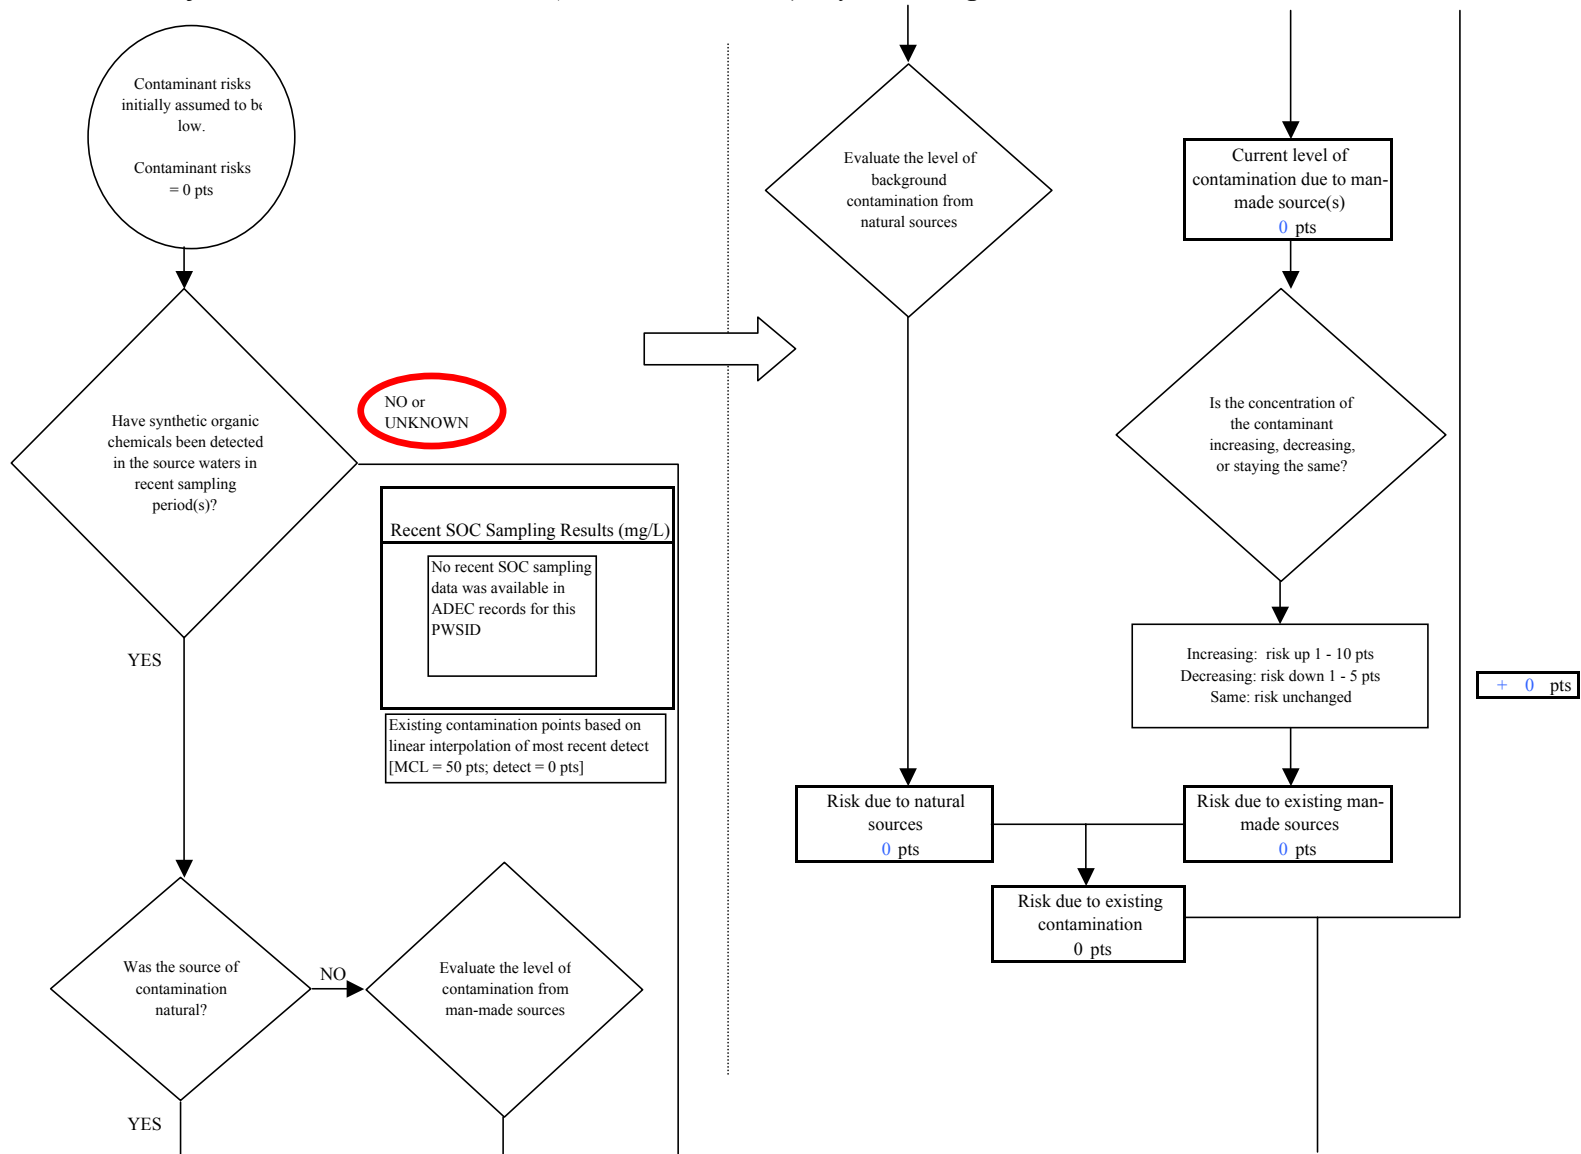 Contaminant risks
initially assumed to be
low.
Contaminant risks
= 0 pts
Have synthetic organic
chemicals been detected
in the source waters in
recent sampling
period(s)?
NO or
UNKNOWN
Recent SOC Sampling Results (mg/L)
No recent SOC sampling
data was available in
ADEC records for this
PWSID
Existing contamination points based on
linear interpolation of most recent detect
[MCL = 50 pts; detect = 0 pts]
YES
Was the source of
contamination
natural?
NO
Evaluate the level of
contamination from
man-made sources
YES
Evaluate the level of
background
contamination from
natural sources
Current level of
contamination due to man-
made source(s)
0 pts
Is the concentration of
the contaminant
increasing, decreasing,
or staying the same?
Increasing: risk up 1 - 10 pts
Decreasing: risk down 1 - 5 pts
Same: risk unchanged
+ 0 pts
Risk due to natural
sources
0 pts
Risk due to existing man-
made sources
0 pts
Risk due to existing
contamination
0 pts